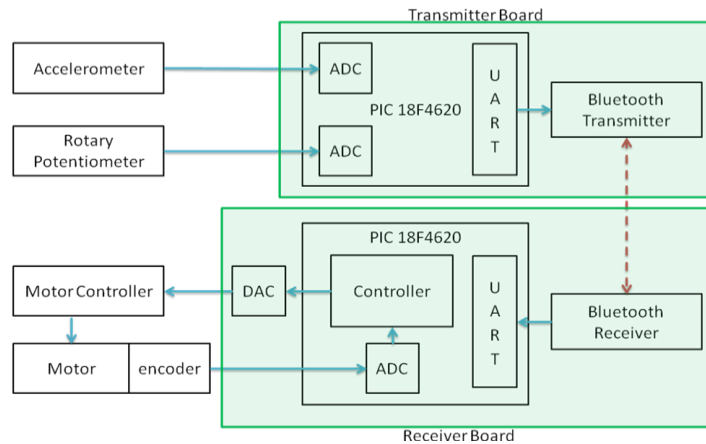 Transmitter Board
Accelerometer
ADC
U
A
R
T
PIC 18F4620
Bluetooth
Transmitter
Rotary
Potentiometer
ADC
PIC 18F4620
Motor Controller
DAC
Controller
U
A
R
T
Bluetooth
Receiver
Motor
encoder
ADC
Receiver Board